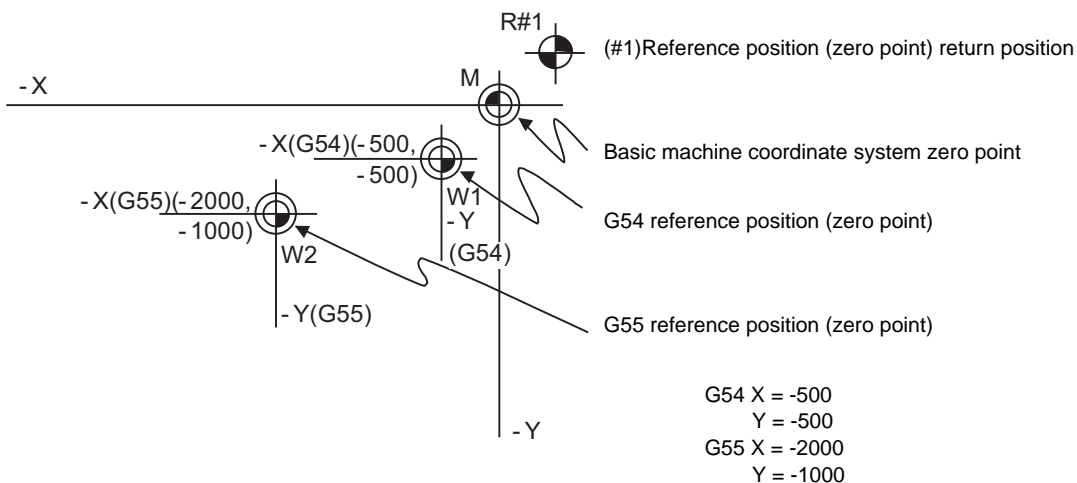 R#1
(#1)Reference position (zero point) return position
M
- X
Basic machine coordinate system zero point
- X(G54)(- 500,
- 500)
W1
- Y
(G54)
G54 reference position (zero point)
- X(G55)(- 2000,
- 1000)
W2
- Y(G55)
G55 reference position (zero point)
- Y
G54 X = -500
Y = -500
G55 X = -2000
Y = -1000